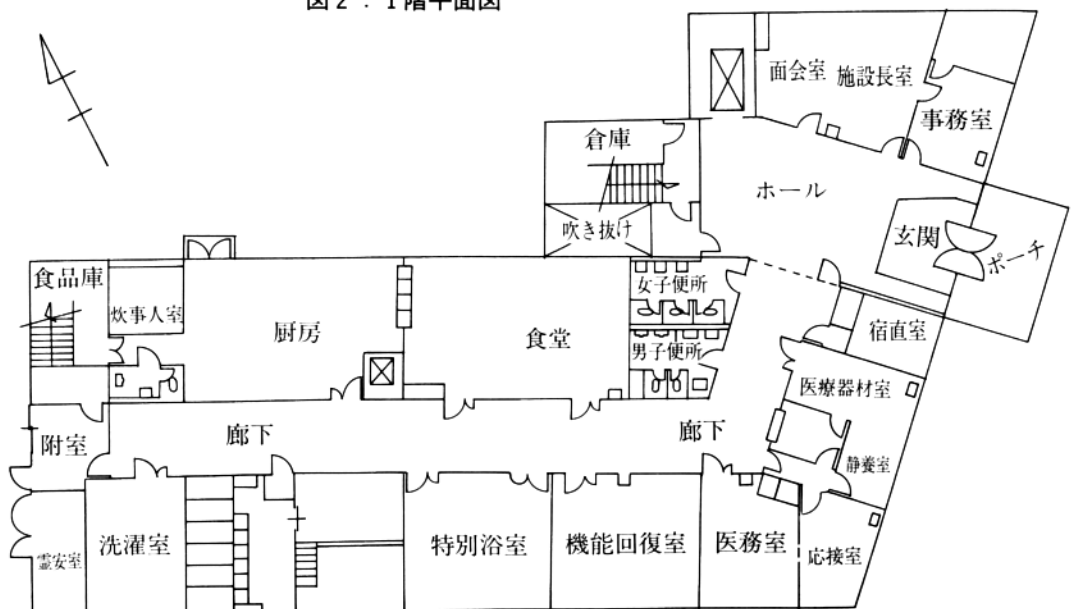 図2:1階平面図
面会室
施設長室
事務室
倉庫
ホール
吹き抜け
玄関
ポーチ
食品庫
炊事人室
女子便所
厨房
食堂
男子便所
宿直室
医療器材室
廊下
廊下
附室
静養室
霊安室
洗濯室
特別浴室
機能回復室
医務室
応接室